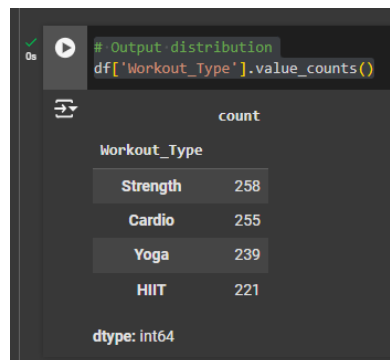 0s
# Output distribution
df['Workout_Type'].value_counts()
count
Workout_Type
Strength 258
Cardio 255
Yoga 239
HIIT 221
dtype: int64